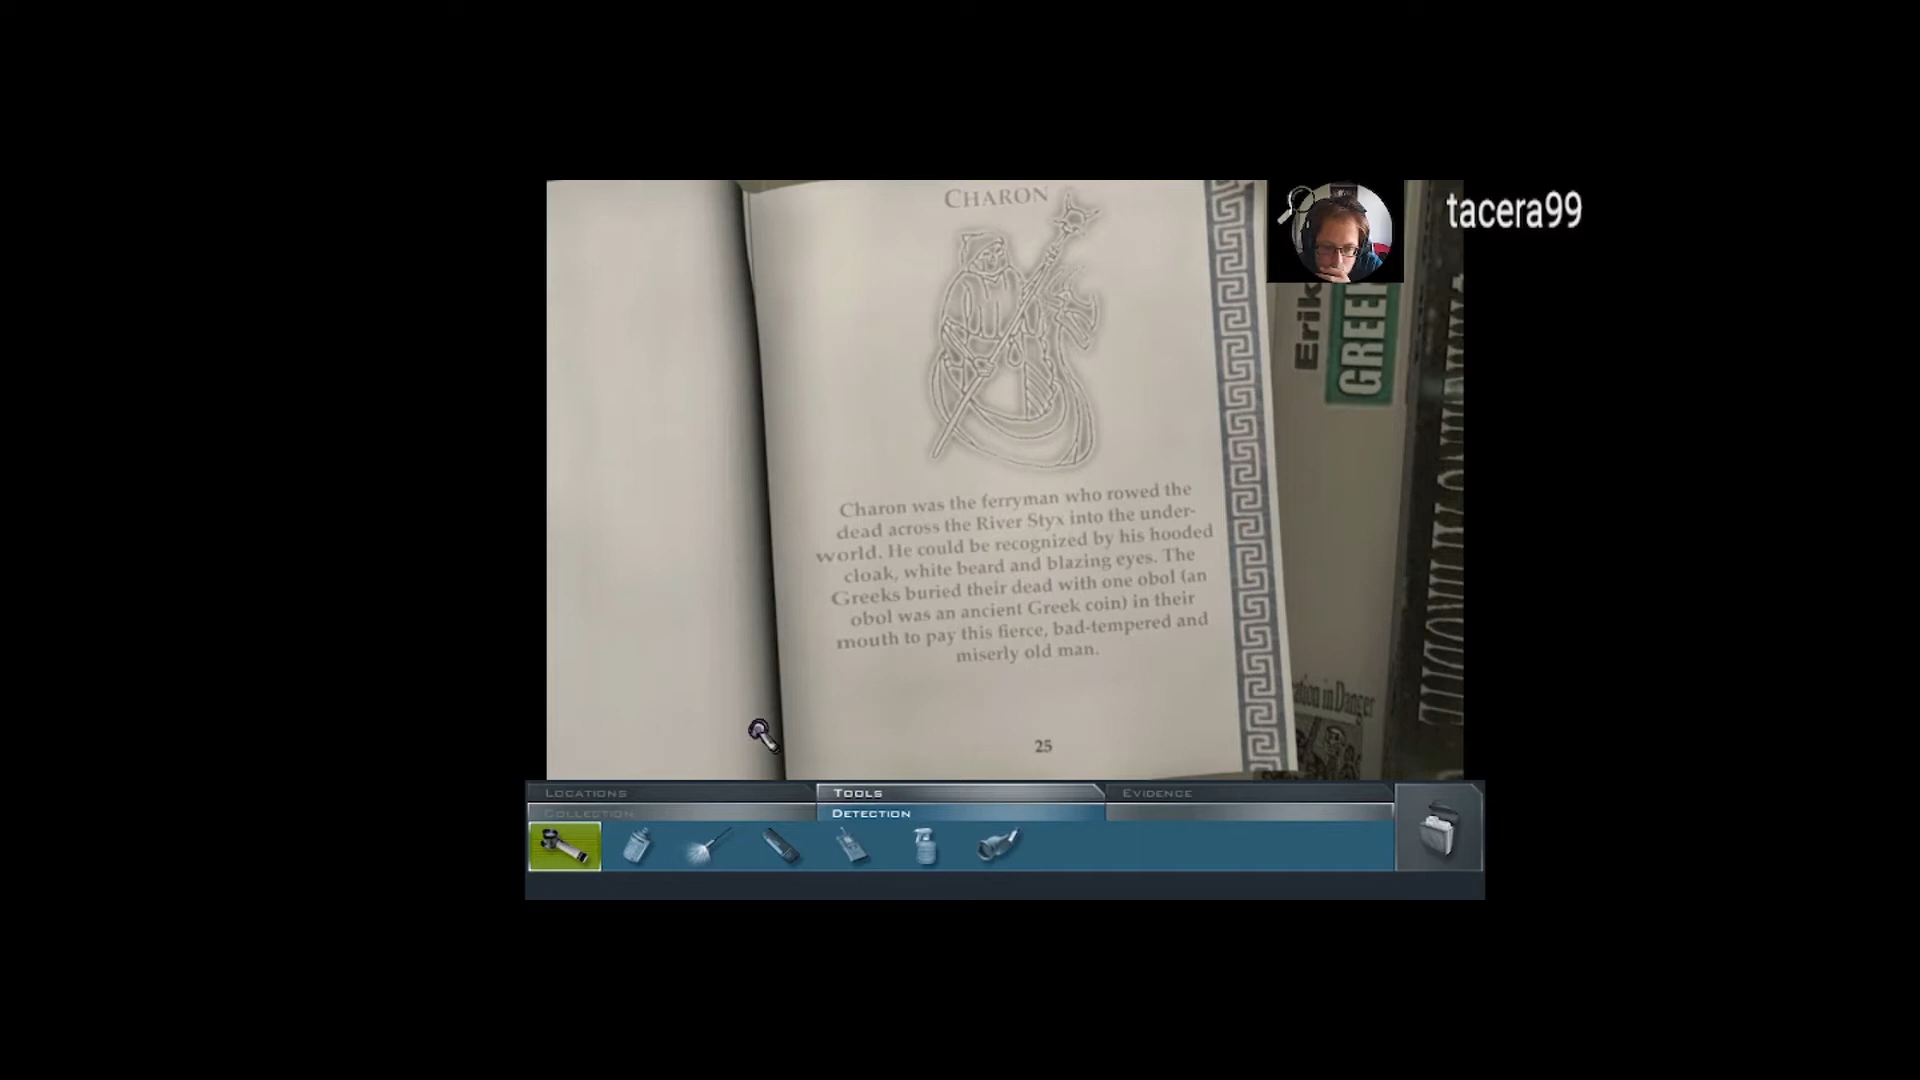 CHARON
tacera99
Erik
GREE
Charon was the ferryman who rowed the
dead across the River Styx into the under-
world. He could be recognized by his hooded
cloak, white beard and blazing eyes. The
Greeks buried their dead with one obol (an
obol was an ancient Greek coin) in their
mouth to pay this fierce, bad-tempered and
miserly old man.
in Danger
25
LOCATIONS
TOOLS
EVIDENCE
COLLECTION
DETECTION